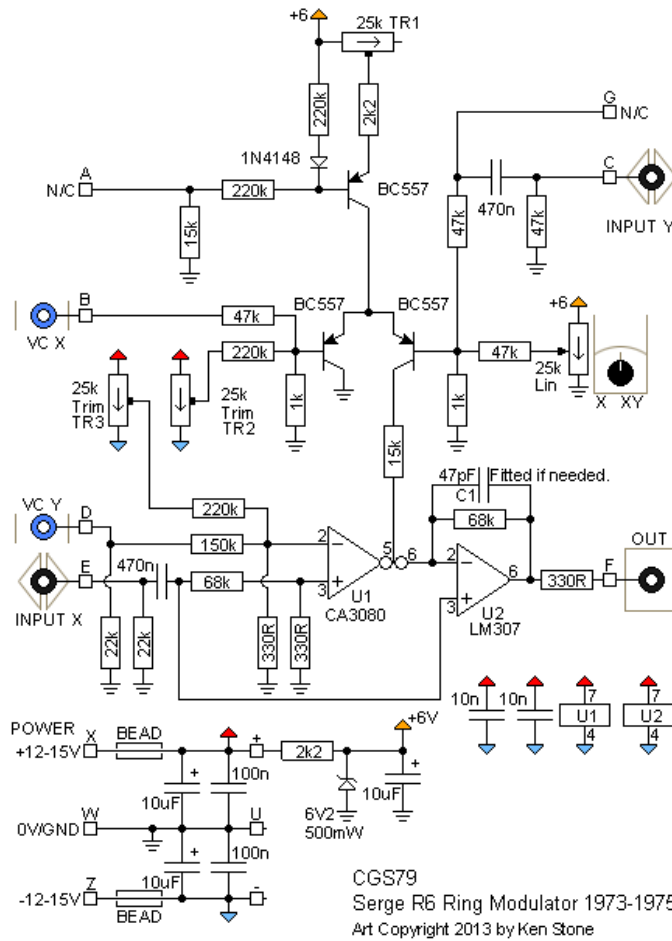 +6
25k TR1
220k
2k2
1N4148
G
N/C
A
N/C
220k
BC557
15k
C
470n
47k
47k
INPUT Y
B
VC X
47k
220k
BC557
BC557
+6
47k
25k
Lin
X XY
25k
Trim
TR3
25k
Trim
TR2
1k
1k
15k
47pF
Fitted if needed.
C1
68k
VC Y
D
220k
150k
E
INPUT X
470n
68k
2
3
5
6
U1
CA3080
2
3
6
U2
LM307
330R
F
OUT
22k
22k
330R
330R
10n
10n
7
U1
4
7
U2
4
POWER
X
+12-15V
BEAD
+
2k2
+6V
+
10uF
100n
6V2
500mW
+
10uF
W
0V/GND
U
+
10uF
100n
Z
-12-15V
BEAD
-
CGS79
Serge R6 Ring Modulator 1973-1975
Art Copyright 2013 by Ken Stone